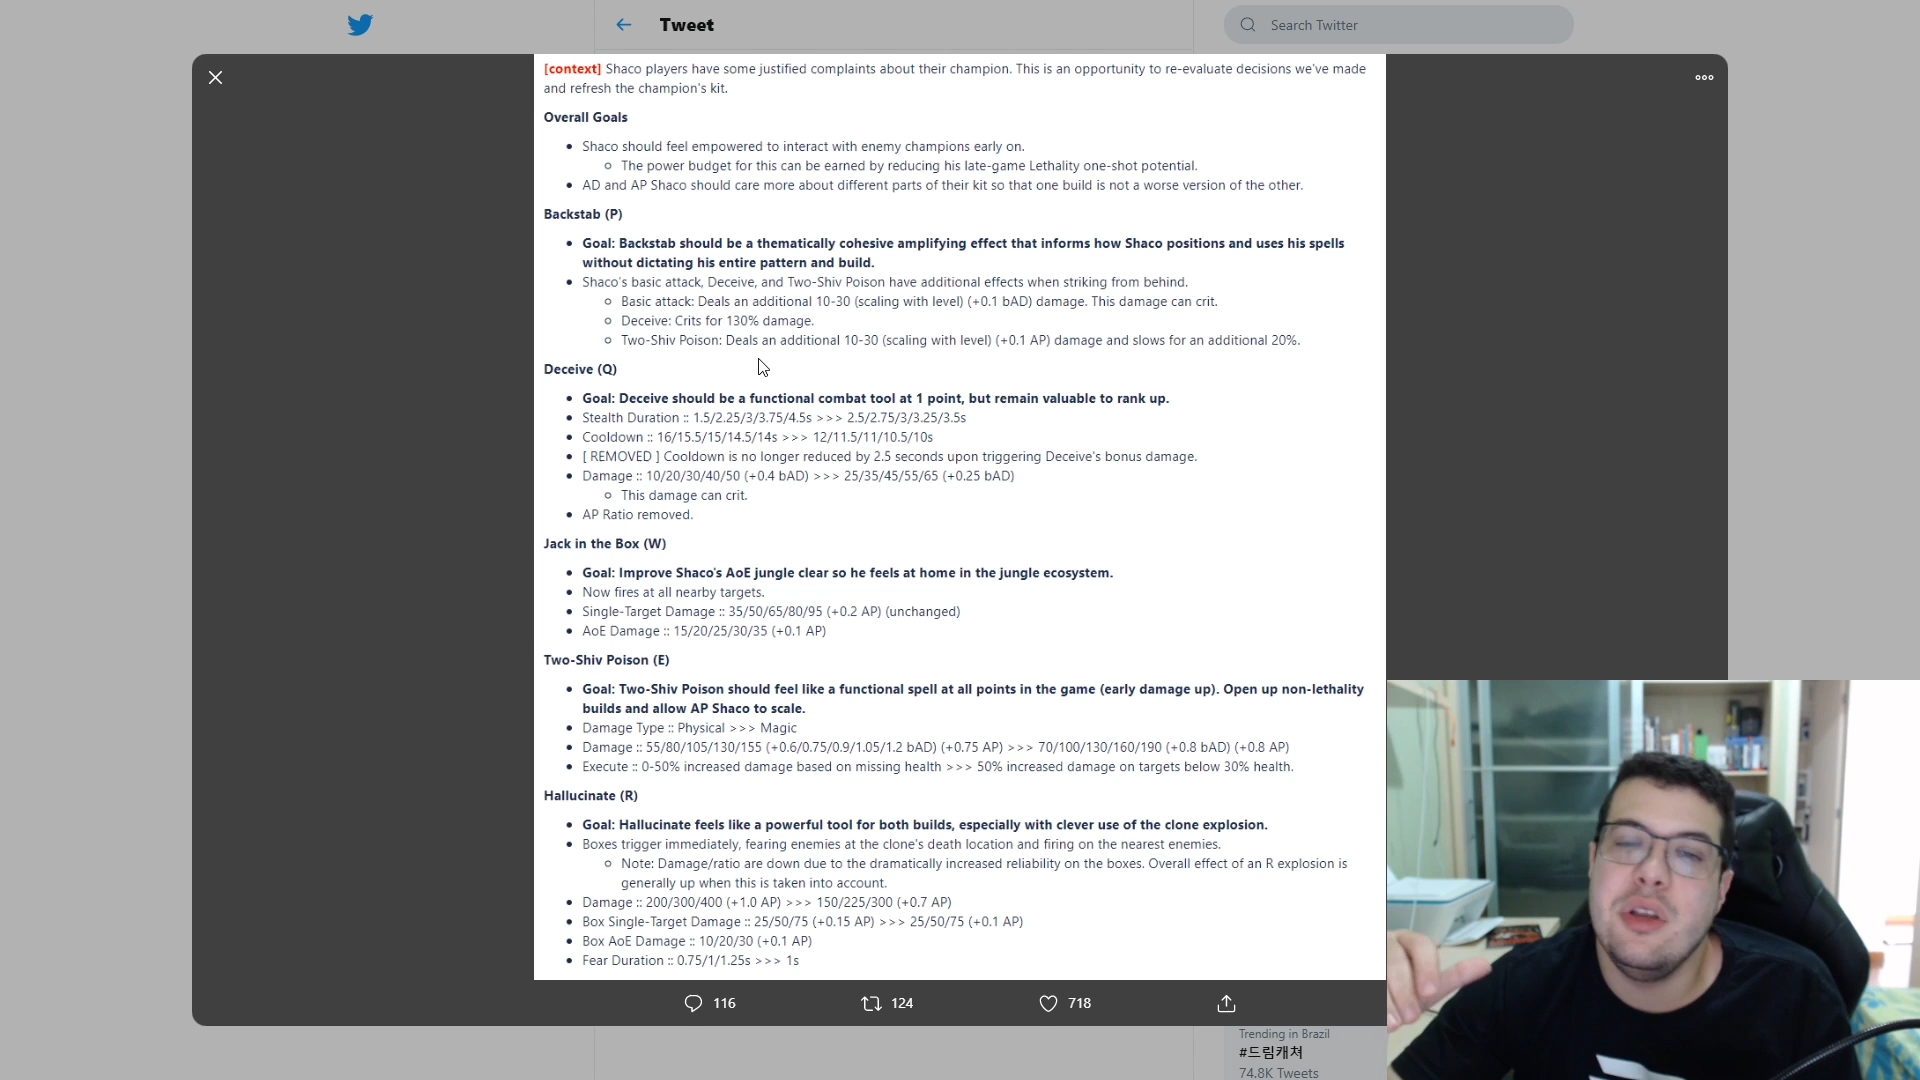 Tweet
Search Twitter
[context] Shaco players have some justified complaints about their champion. This is an opportunity to re-evaluate decisions we've made
and refresh the champion's kit.
Overall Goals
• Shaco should feel empowered to interact with enemy champions early on.
○ The power budget for this can be earned by reducing his late-game Lethality one-shot potential.
• AD and AP Shaco should care more about different parts of their kit so that one build is not a worse version of the other.
Backstab (P)
• Goal: Backstab should be a thematically cohesive amplifying effect that informs how Shaco positions and uses his spells
without dictating his entire pattern and build.
• Shaco's basic attack, Deceive, and Two-Shiv Poison have additional effects when striking from behind.
○ Basic attack: Deals an additional 10-30 (scaling with level) (+0.1 bAD) damage. This damage can crit.
○ Deceive: Crits for 130% damage.
○ Two-Shiv Poison: Deals an additional 10-30 (scaling with level) (+0.1 AP) damage and slows for an additional 20%.
Deceive (Q)
• Goal: Deceive should be a functional combat tool at 1 point, but remain valuable to rank up.
• Stealth Duration :: 1.5/2.25/3/3.75/4.5s >>> 2.5/2.75/3/3.25/3.5s
• Cooldown :: 16/15.5/15/14.5/14s >>> 12/11.5/11/10.5/10s
• [ REMOVED ] Cooldown is no longer reduced by 2.5 seconds upon triggering Deceive's bonus damage.
• Damage :: 10/20/30/40/50 (+0.4 bAD) >>> 25/35/45/55/65 (+0.25 bAD)
○ This damage can crit.
• AP Ratio removed.
Jack in the Box (W)
• Goal: Improve Shaco's AoE jungle clear so he feels at home in the jungle ecosystem.
• Now fires at all nearby targets.
• Single-Target Damage :: 35/50/65/80/95 (+0.2 AP) (unchanged)
• AoE Damage :: 15/20/25/30/35 (+0.1 AP)
Two-Shiv Poison (E)
• Goal: Two-Shiv Poison should feel like a functional spell at all points in the game (early damage up). Open up non-lethality
builds and allow AP Shaco to scale.
• Damage Type :: Physical >>> Magic
• Damage :: 55/80/105/130/155 (+0.6/0.75/0.9/1.05/1.2 bAD) (+0.75 AP) >>> 70/100/130/160/190 (+0.8 bAD) (+0.8 AP)
• Execute :: 0-50% increased damage based on missing health >>> 50% increased damage on targets below 30% health.
Hallucinate (R)
• Goal: Hallucinate feels like a powerful tool for both builds, especially with clever use of the clone explosion.
• Boxes trigger immediately, fearing enemies at the clone's death location and firing on the nearest enemies.
○ Note: Damage/ratio are down due to the dramatically increased reliability on the boxes. Overall effect of an R explosion is
generally up when this is taken into account.
• Damage :: 200/300/400 (+1.0 AP) >>> 150/225/300 (+0.7 AP)
• Box Single-Target Damage :: 25/50/75 (+0.15 AP) >>> 25/50/75 (+0.1 AP)
• Box AoE Damage :: 10/20/30 (+0.1 AP)
• Fear Duration :: 0.75/1/1.25s >>> 1s
116 124 718
Trending in Brazil
#드림캐쳐
74.8K Tweets